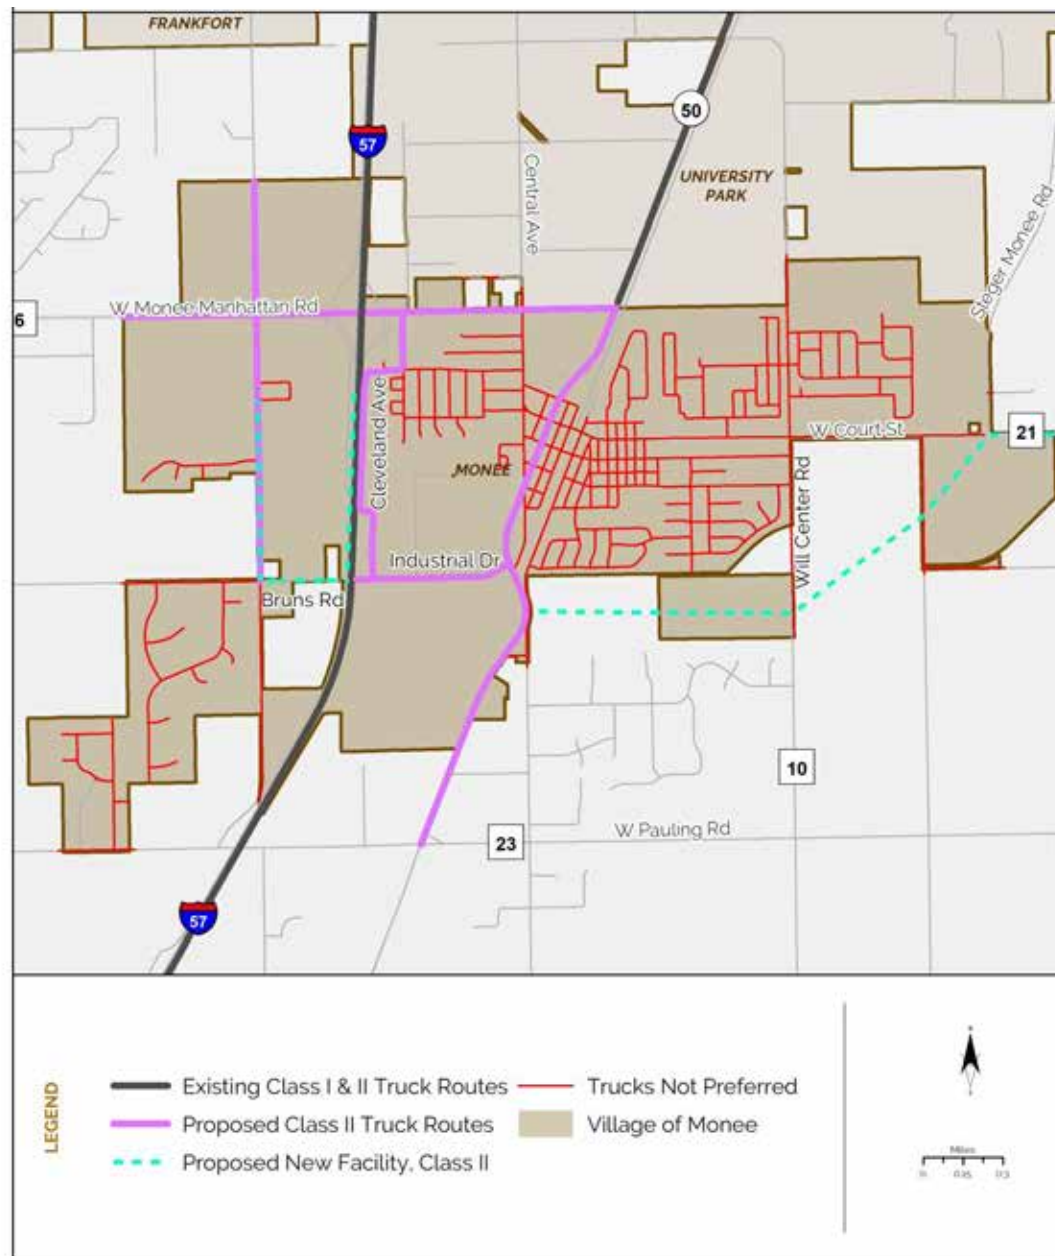 FRANKFORT
57
50
UNIVERSITY
PARK
Central Ave
Steger Monee Rd
W Monee Manhattan Rd
6
Cleveland Ave
W Court St
21
MONEE
Will Center Rd
Industrial Dr
Bruns Rd
10
W Pauling Rd
23
57
LEGEND
Existing Class I & II Truck Routes
Trucks Not Preferred
Proposed Class II Truck Routes
Village of Monee
Proposed New Facility, Class II
Miles
0